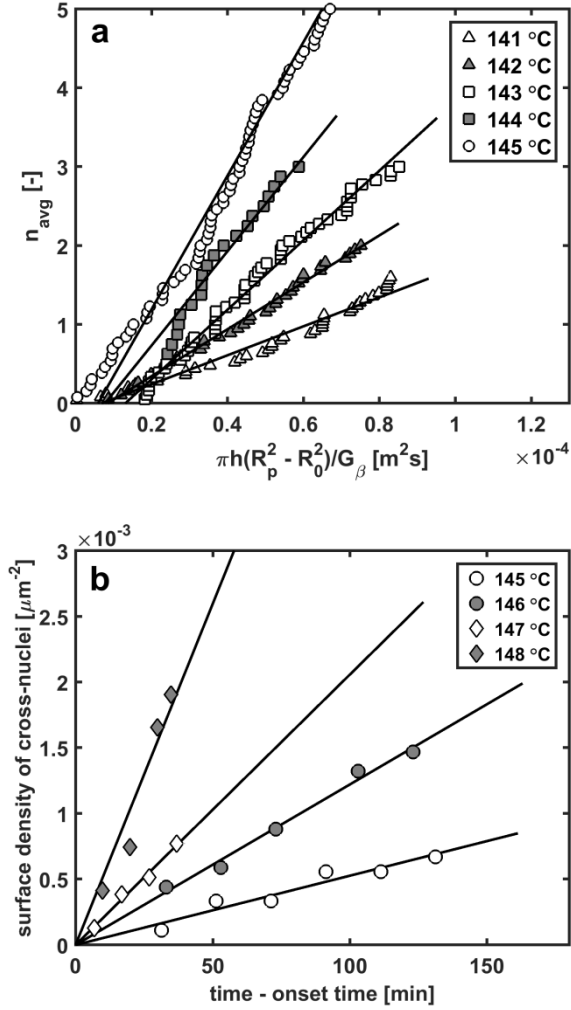 a
5
4
3
2
1
0
n_avg [-]
141 °C
142 °C
143 °C
144 °C
145 °C
0 0.2 0.4 0.6 0.8 1
πh(R_p^2 - R_0^2)/G_β [m^2s]
×10^-4
×10^-3
b
3
2.5
2
1.5
1
0.5
0
surface density of cross-nuclei [μm^-2]
145 °C
146 °C
147 °C
148 °C
0 50 100 150
time - onset time [min]